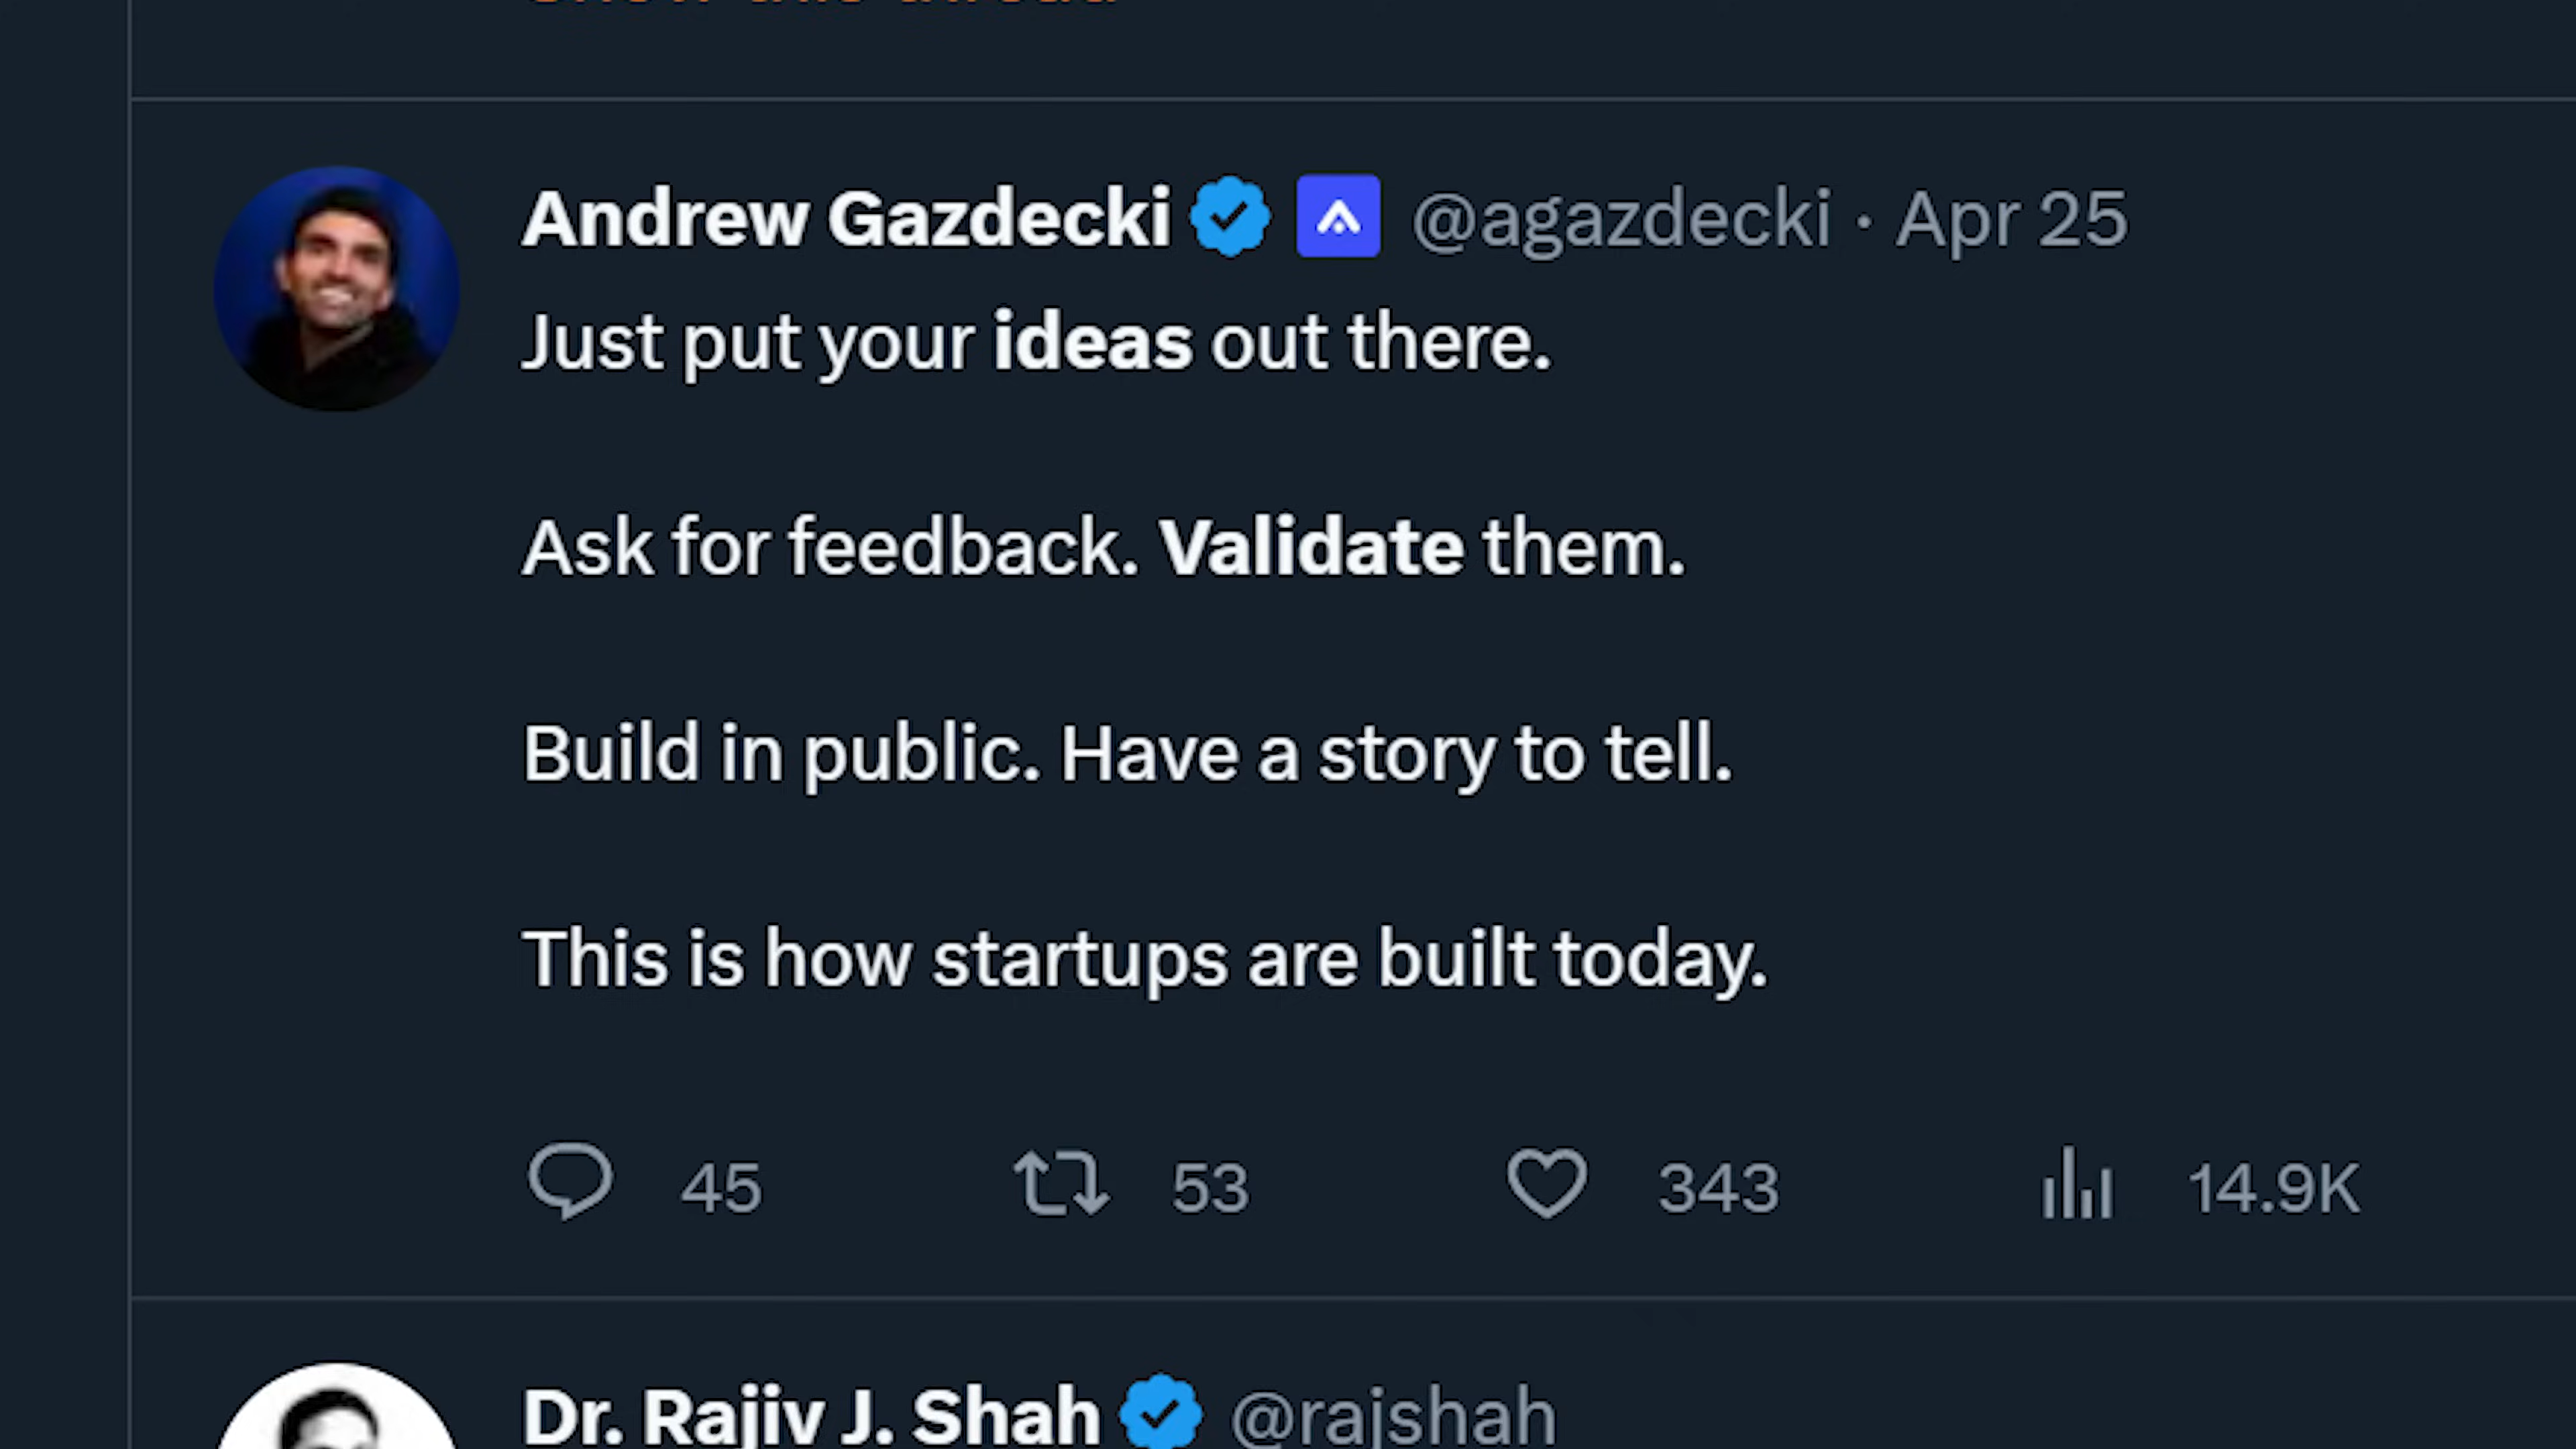 Andrew Gazdecki @agazdecki · Apr 25
Just put your ideas out there.
Ask for feedback. Validate them.
Build in public. Have a story to tell.
This is how startups are built today.
45 53 343 14.9K
Dr. Rajiv J. Shah @rajshah